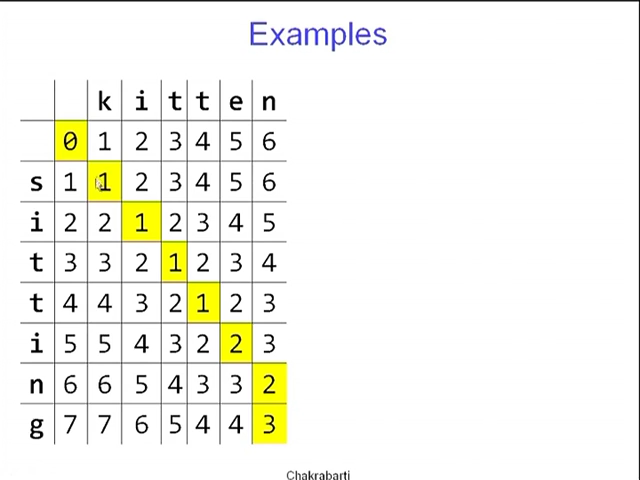 Examples
k i t t e n
0 1 2 3 4 5 6
s 1 1 2 3 4 5 6
i 2 2 1 2 3 4 5
t 3 3 2 1 2 3 4
t 4 4 3 2 1 2 3
i 5 5 4 3 2 2 3
n 6 6 5 4 3 3 2
g 7 7 6 5 4 4 3
Chakrabarti